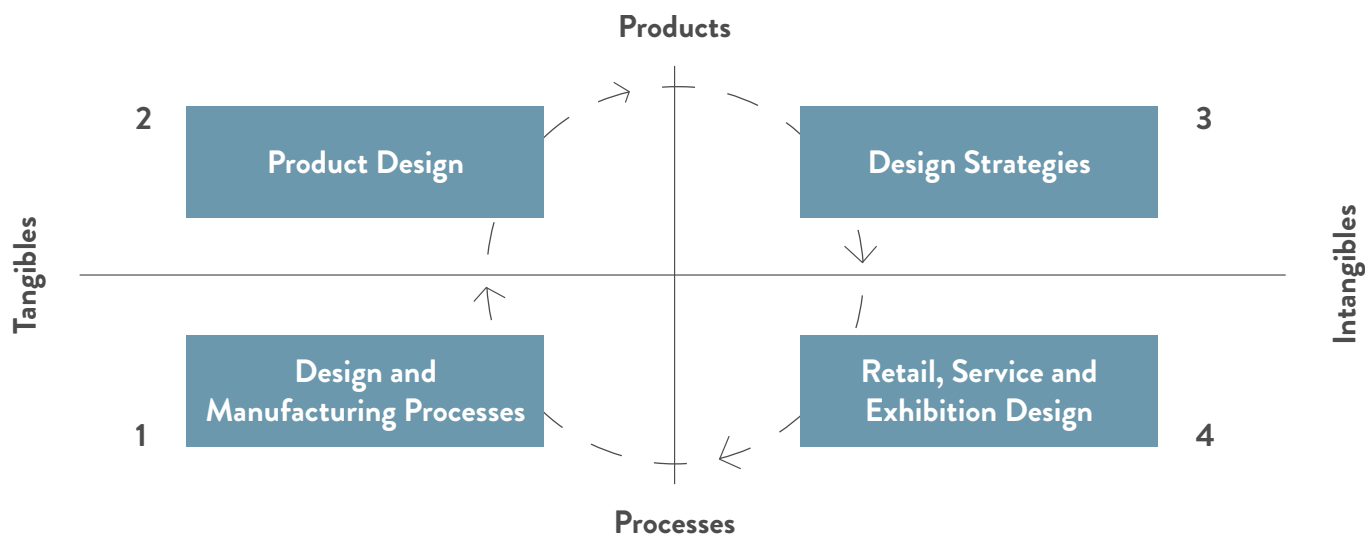 Products
2
Product Design
Design Strategies
3
Tangibles
Intangibles
Design and
Manufacturing Processes
1
Retail, Service and
Exhibition Design
4
Processes